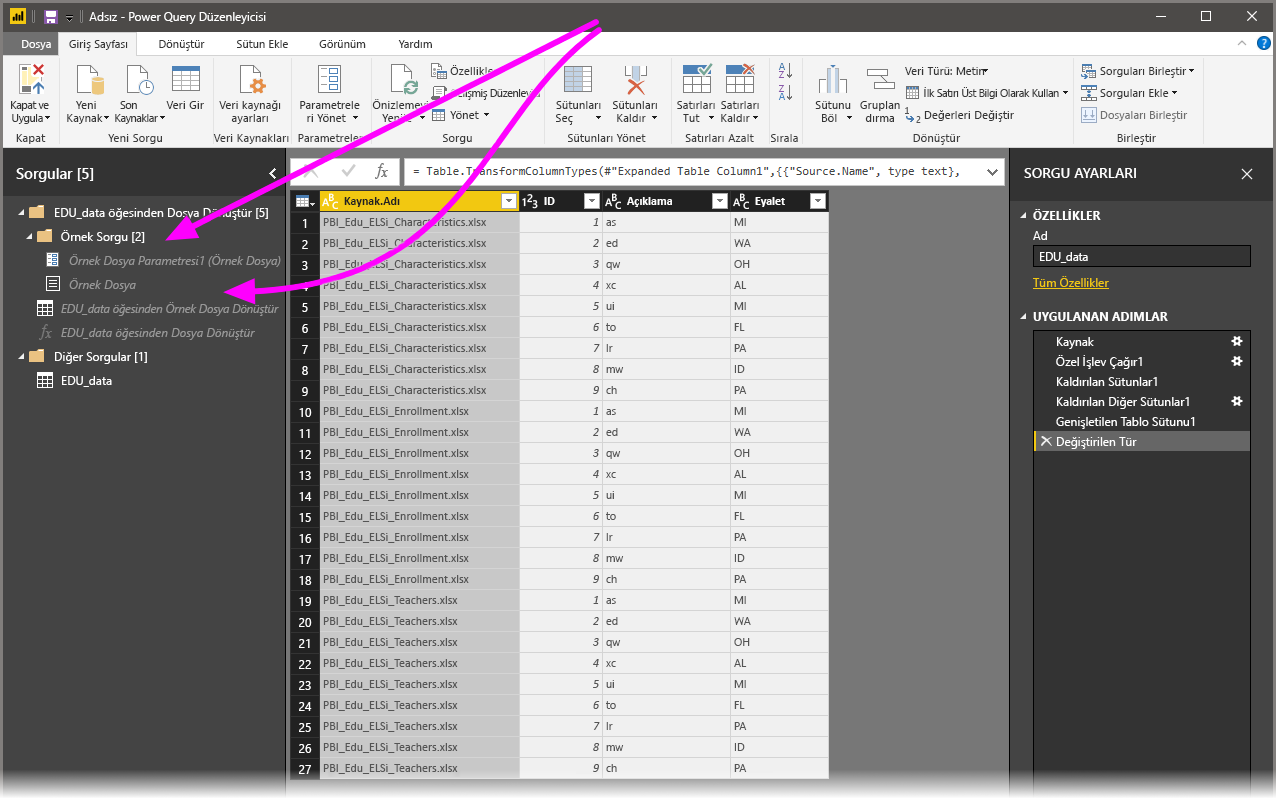 Adsız - Power Query Düzenleyicisi
Dosya Giriş Sayfası Dönüştür Sütun Ekle Görünüm Yardım
Kapat ve Uygula
Yeni Kaynak
Son Kaynaklar
Veri Gir
Veri kaynağı ayarları
Parametrele ri Yönet
Önizlemeyi
Özellikle
Gelişmiş Düzenleyi
Yönet
Sütunları Seç
Sütunları Kaldır
Satırları Tut
Satırları Kaldır
Sütunu Böl
Gruplan dırma
Veri Türü: Metin
İlk Satırı Üst Bilgi Olarak Kullan
Değerleri Değiştir
Sorguları Birleştir
Sorguları Ekle
Dosyaları Birleştir
Kapat Yeni Sorgu Veri Kaynakları Parametreler Sorgu Sütunları Yönet Satırları Azalt Sırala Dönüştür Birleştir
Sorgular [5]
EDU_data öğesinden Dosya Dönüştür [5]
Örnek Sorgu [2]
Örnek Dosya Parametresi1 (Örnek Dosya)
Örnek Dosya
EDU_data öğesinden Örnek Dosya Dönüştür
fx EDU_data öğesinden Dosya Dönüştür
Diğer Sorgular [1]
EDU_data
fx = Table.TransformColumnTypes(#"Expanded Table Column1",{{"Source.Name", type text},
Kaynak.Adı ID Açıklama Eyalet
1 PBI_Edu_ELSi_Characteristics.xlsx 1 as MI
2 PBI_Edu_ELSi_Characteristics.xlsx 2 ed WA
3 PBI_Edu_ELSi_Characteristics.xlsx 3 qw OH
4 PBI_Edu_ELSi_Characteristics.xlsx 4 xc AL
5 PBI_Edu_ELSi_Characteristics.xlsx 5 ui MI
6 PBI_Edu_ELSi_Characteristics.xlsx 6 to FL
7 PBI_Edu_ELSi_Characteristics.xlsx 7 lr PA
8 PBI_Edu_ELSi_Characteristics.xlsx 8 mw ID
9 PBI_Edu_ELSi_Characteristics.xlsx 9 ch PA
10 PBI_Edu_ELSi_Enrollment.xlsx 1 as MI
11 PBI_Edu_ELSi_Enrollment.xlsx 2 ed WA
12 PBI_Edu_ELSi_Enrollment.xlsx 3 qw OH
13 PBI_Edu_ELSi_Enrollment.xlsx 4 xc AL
14 PBI_Edu_ELSi_Enrollment.xlsx 5 ui MI
15 PBI_Edu_ELSi_Enrollment.xlsx 6 to FL
16 PBI_Edu_ELSi_Enrollment.xlsx 7 lr PA
17 PBI_Edu_ELSi_Enrollment.xlsx 8 mw ID
18 PBI_Edu_ELSi_Enrollment.xlsx 9 ch PA
19 PBI_Edu_ELSi_Teachers.xlsx 1 as MI
20 PBI_Edu_ELSi_Teachers.xlsx 2 ed WA
21 PBI_Edu_ELSi_Teachers.xlsx 3 qw OH
22 PBI_Edu_ELSi_Teachers.xlsx 4 xc AL
23 PBI_Edu_ELSi_Teachers.xlsx 5 ui MI
24 PBI_Edu_ELSi_Teachers.xlsx 6 to FL
25 PBI_Edu_ELSi_Teachers.xlsx 7 lr PA
26 PBI_Edu_ELSi_Teachers.xlsx 8 mw ID
27 PBI_Edu_ELSi_Teachers.xlsx 9 ch PA
SORGU AYARLARI
ÖZELLİKLER
Ad
EDU_data
Tüm Özellikler
UYGULANAN ADIMLAR
Kaynak
Özel İşlev Çağır1
Kaldırılan Sütunlar1
Kaldırılan Diğer Sütunlar1
Genişletilen Tablo Sütunu1
Değiştirilen Tür